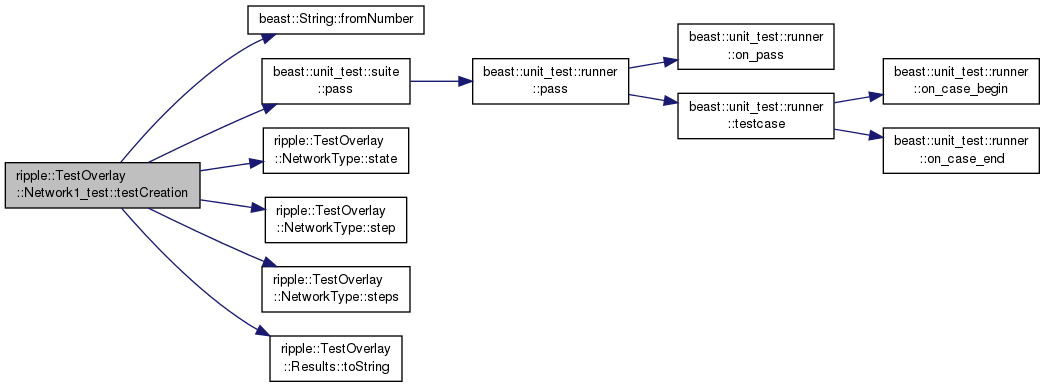 beast::String::fromNumber
beast::unit_test::suite
::pass
beast::unit_test::runner
::pass
beast::unit_test::runner
::on_pass
beast::unit_test::runner
::testcase
beast::unit_test::runner
::on_case_begin
beast::unit_test::runner
::on_case_end
ripple::TestOverlay
::NetworkType::state
ripple::TestOverlay
::Network1_test::testCreation
ripple::TestOverlay
::NetworkType::step
ripple::TestOverlay
::NetworkType::steps
ripple::TestOverlay
::Results::toString